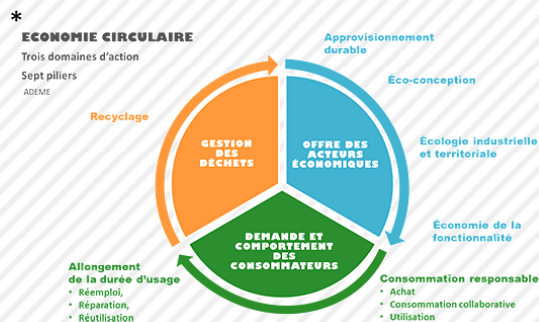 *
ECONOMIE CIRCULAIRE
Trois domaines d'action
Sept piliers
ADEME
Approvisionnement
durable
Éco-conception
Recyclage
GESTION
DES
DÉCHETS
OFFRE DES
ACTEURS
ÉCONOMIQUES
Écologie industrielle
et territoriale
Économie de la
fonctionnalité
DEMANDE ET
COMPORTEMENT
DES
CONSOMMATEURS
Allongement
de la durée d'usage
• Réemploi,
• Réparation,
• Réutilisation
Consommation responsable
• Achat
• Consommation collaborative
• Utilisation